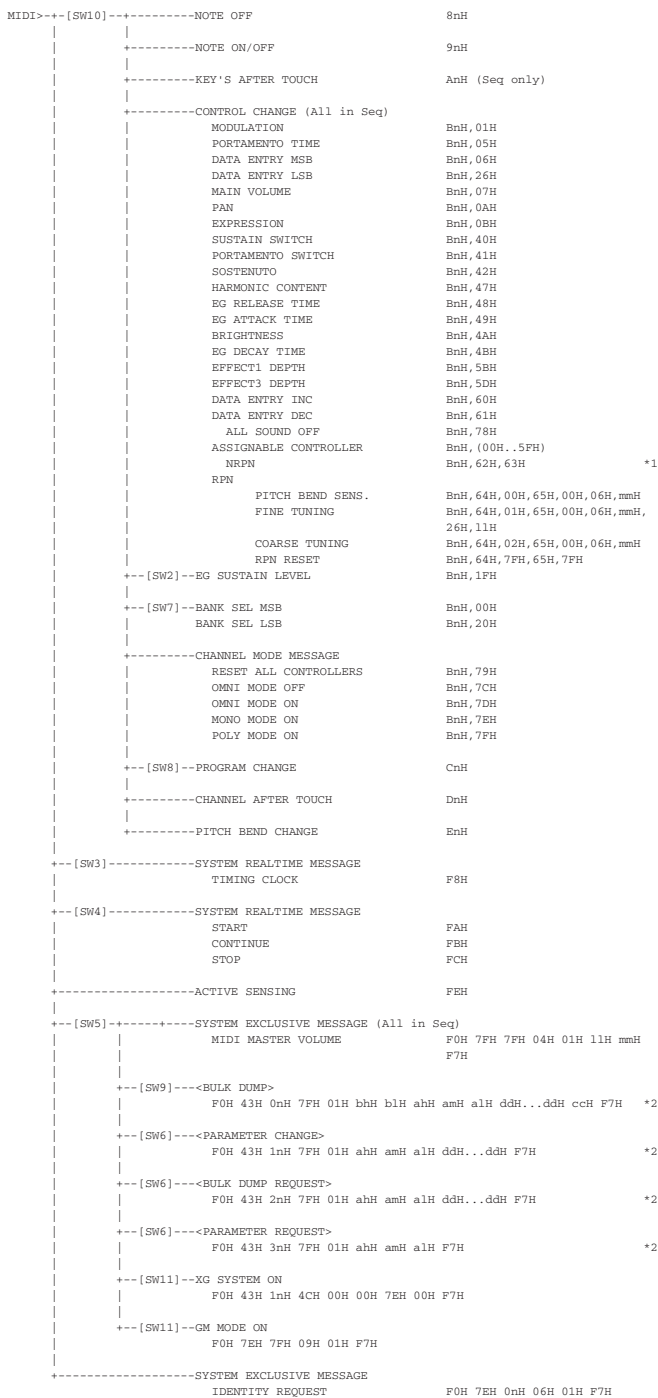 MIDI>-+-[SW10]--+---------NOTE OFF 8nH
+---------NOTE ON/OFF 9nH
+---------KEY'S AFTER TOUCH AnH (Seq only)
+---------CONTROL CHANGE (All in Seq)
MODULATION BnH,01H
PORTAMENTO TIME BnH,05H
DATA ENTRY MSB BnH,06H
DATA ENTRY LSB BnH,26H
MAIN VOLUME BnH,07H
PAN BnH,0AH
EXPRESSION BnH,0BH
SUSTAIN SWITCH BnH,40H
PORTAMENTO SWITCH BnH,41H
SOSTENUTO BnH,42H
HARMONIC CONTENT BnH,47H
EG RELEASE TIME BnH,48H
EG ATTACK TIME BnH,49H
BRIGHTNESS BnH,4AH
EG DECAY TIME BnH,4BH
EFFECT1 DEPTH BnH,5BH
EFFECT3 DEPTH BnH,5DH
DATA ENTRY INC BnH,60H
DATA ENTRY DEC BnH,61H
ALL SOUND OFF BnH,78H
ASSIGNABLE CONTROLLER BnH,(00H..5FH)
NRPN BnH,62H,63H *1
RPN
PITCH BEND SENS. BnH,64H,00H,65H,00H,06H,mmH
FINE TUNING BnH,64H,01H,65H,00H,06H,mmH,
26H,llH
COARSE TUNING BnH,64H,02H,65H,00H,06H,mmH
RPN RESET BnH,64H,7FH,65H,7FH
+--[SW2]--EG SUSTAIN LEVEL BnH,1FH
+--[SW7]--BANK SEL MSB BnH,00H
BANK SEL LSB BnH,20H
+---------CHANNEL MODE MESSAGE
RESET ALL CONTROLLERS BnH,79H
OMNI MODE OFF BnH,7CH
OMNI MODE ON BnH,7DH
MONO MODE ON BnH,7EH
POLY MODE ON BnH,7FH
+--[SW8]--PROGRAM CHANGE CnH
+---------CHANNEL AFTER TOUCH DnH
+---------PITCH BEND CHANGE EnH
+--[SW3]------------SYSTEM REALTIME MESSAGE
TIMING CLOCK F8H
+--[SW4]------------SYSTEM REALTIME MESSAGE
START FAH
CONTINUE FBH
STOP FCH
+-------------------ACTIVE SENSING FEH
+--[SW5]-+-----+----SYSTEM EXCLUSIVE MESSAGE (All in Seq)
MIDI MASTER VOLUME F0H 7FH 7FH 04H 01H llH mmH
F7H
+--[SW9]---<BULK DUMP>
F0H 43H 0nH 7FH 01H bhH blH ahH amH alH ddH...ddH ccH F7H *2
+--[SW6]---<PARAMETER CHANGE>
F0H 43H 1nH 7FH 01H ahH amH alH ddH...ddH F7H *2
+--[SW6]---<BULK DUMP REQUEST>
F0H 43H 2nH 7FH 01H ahH amH alH ddH...ddH F7H *2
+--[SW6]---<PARAMETER REQUEST>
F0H 43H 3nH 7FH 01H ahH amH alH F7H *2
+--[SW11]--XG SYSTEM ON
F0H 43H 1nH 4CH 00H 00H 7EH 00H F7H
+--[SW11]--GM MODE ON
F0H 7EH 7FH 09H 01H F7H
+-------------------SYSTEM EXCLUSIVE MESSAGE
IDENTITY REQUEST F0H 7EH 0nH 06H 01H F7H